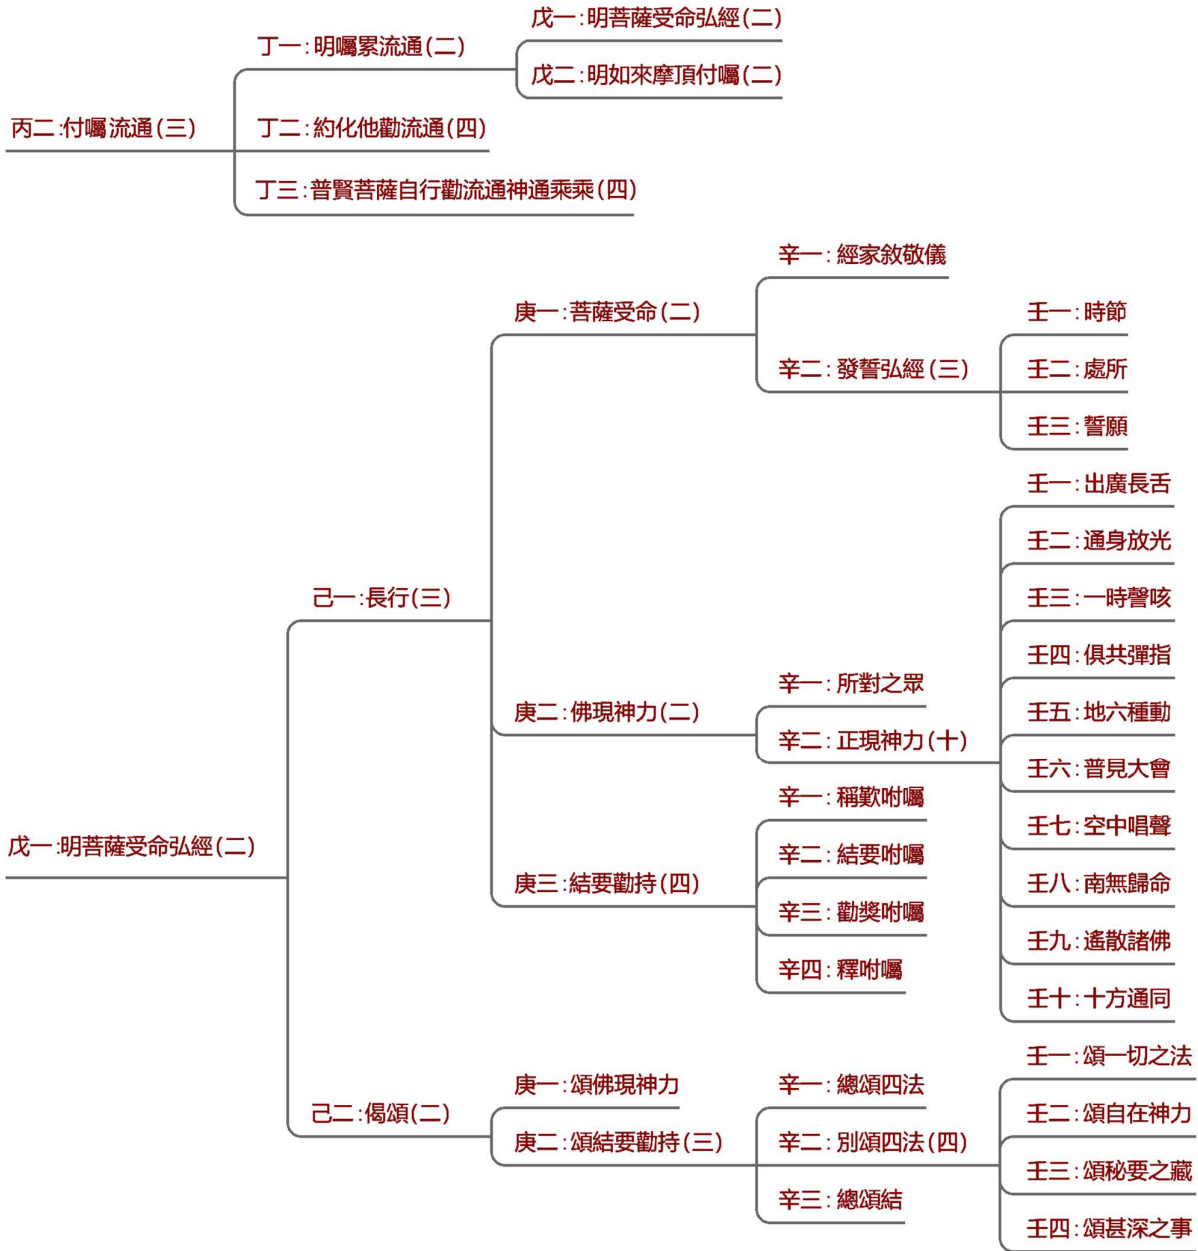 丙二:付囑流通(三)
丁一:明囑累流通(二)
戊一:明菩薩受命弘經(二)
戊二:明如來摩頂付囑(二)
丁二:約化他勸流通(四)
丁三:普賢菩薩自行勸流通神通乘乘(四)
戊一:明菩薩受命弘經(二)
己一:長行(三)
庚一:菩薩受命(二)
辛一:經家敘敬儀
辛二:發誓弘經(三)
壬一:時節
壬二:處所
壬三:誓願
庚二:佛現神力(二)
辛一:所對之眾
辛二:正現神力(十)
壬一:出廣長舌
壬二:通身放光
壬三:一時謦咳
壬四:俱共彈指
壬五:地六種動
壬六:普見大會
壬七:空中唱聲
壬八:南無歸命
壬九:遙散諸佛
壬十:十方通同
庚三:結要勸持(四)
辛一:稱歎咐囑
辛二:結要咐囑
辛三:勸獎咐囑
辛四:釋咐囑
己二:偈頌(二)
庚一:頌佛現神力
庚二:頌結要勸持(三)
辛一:總頌四法
辛二:別頌四法(四)
壬一:頌一切之法
壬二:頌自在神力
壬三:頌秘要之藏
壬四:頌甚深之事
辛三:總頌結